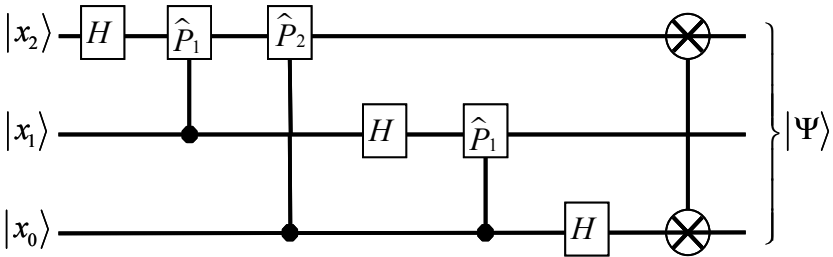 |x₂⟩ H P̂₁ P̂₂
|x₁⟩ H P̂₁ |Ψ⟩
|x₀⟩ H